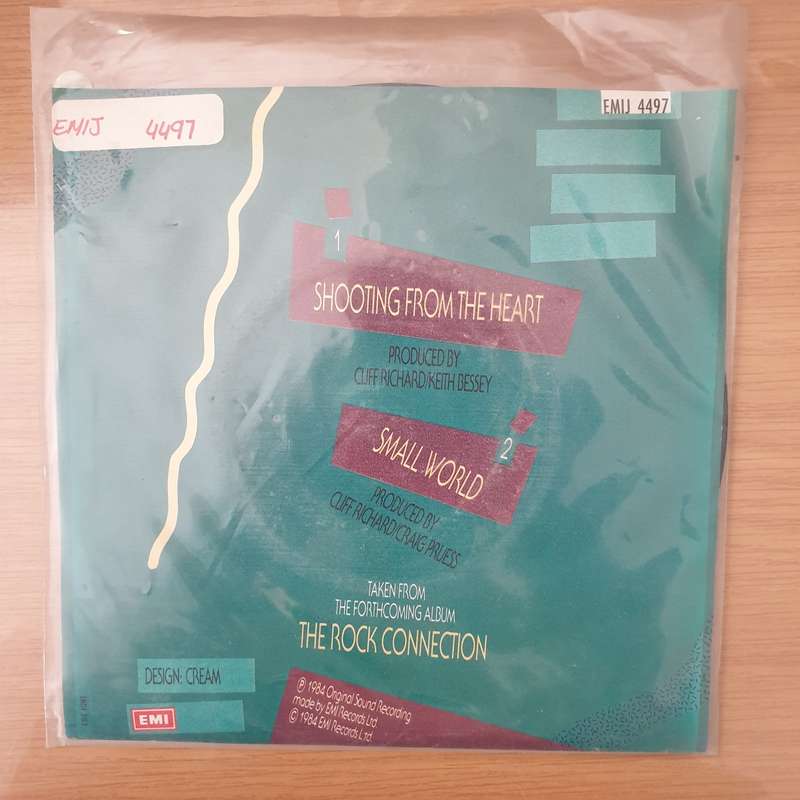 EMIJ 4497
EMIJ 4497
1
SHOOTING FROM THE HEART
PRODUCED BY
CLIFF RICHARD/KEITH BESSEY
2
SMALL WORLD
PRODUCED BY
CLIFF RICHARD/CRAIG PRUESS
TAKEN FROM
THE FORTHCOMING ALBUM
THE ROCK CONNECTION
DESIGN: CREAM
EMI
℗ 1984 Original Sound Recording
made by EMI Records Ltd
© 1984 EMI Records Ltd.